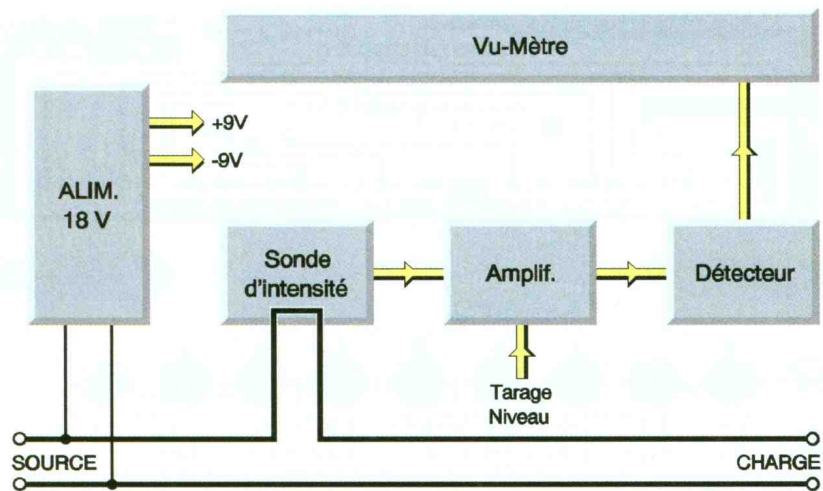 Vu-Mètre
+9V
-9V
ALIM.
18 V
Sonde
d'intensité
Amplif.
Détecteur
Tarage
Niveau
SOURCE
CHARGE